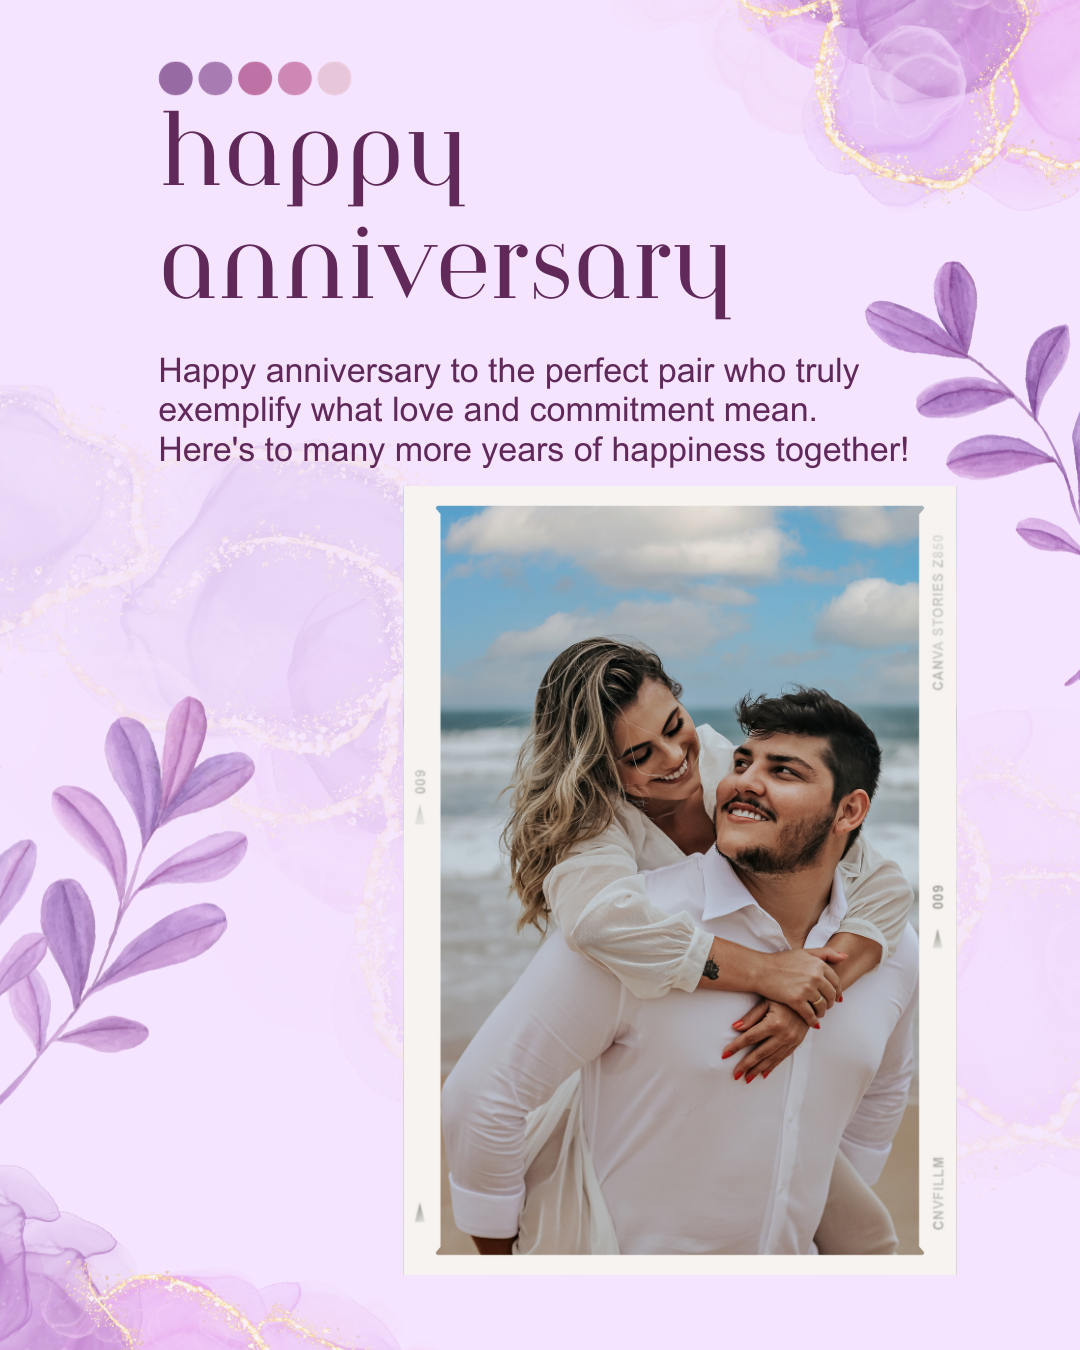 happy
anniversary
Happy anniversary to the perfect pair who truly
exemplify what love and commitment mean.
Here's to many more years of happiness together!
CANVA STORIES Z850
009
009
CNVFILLM